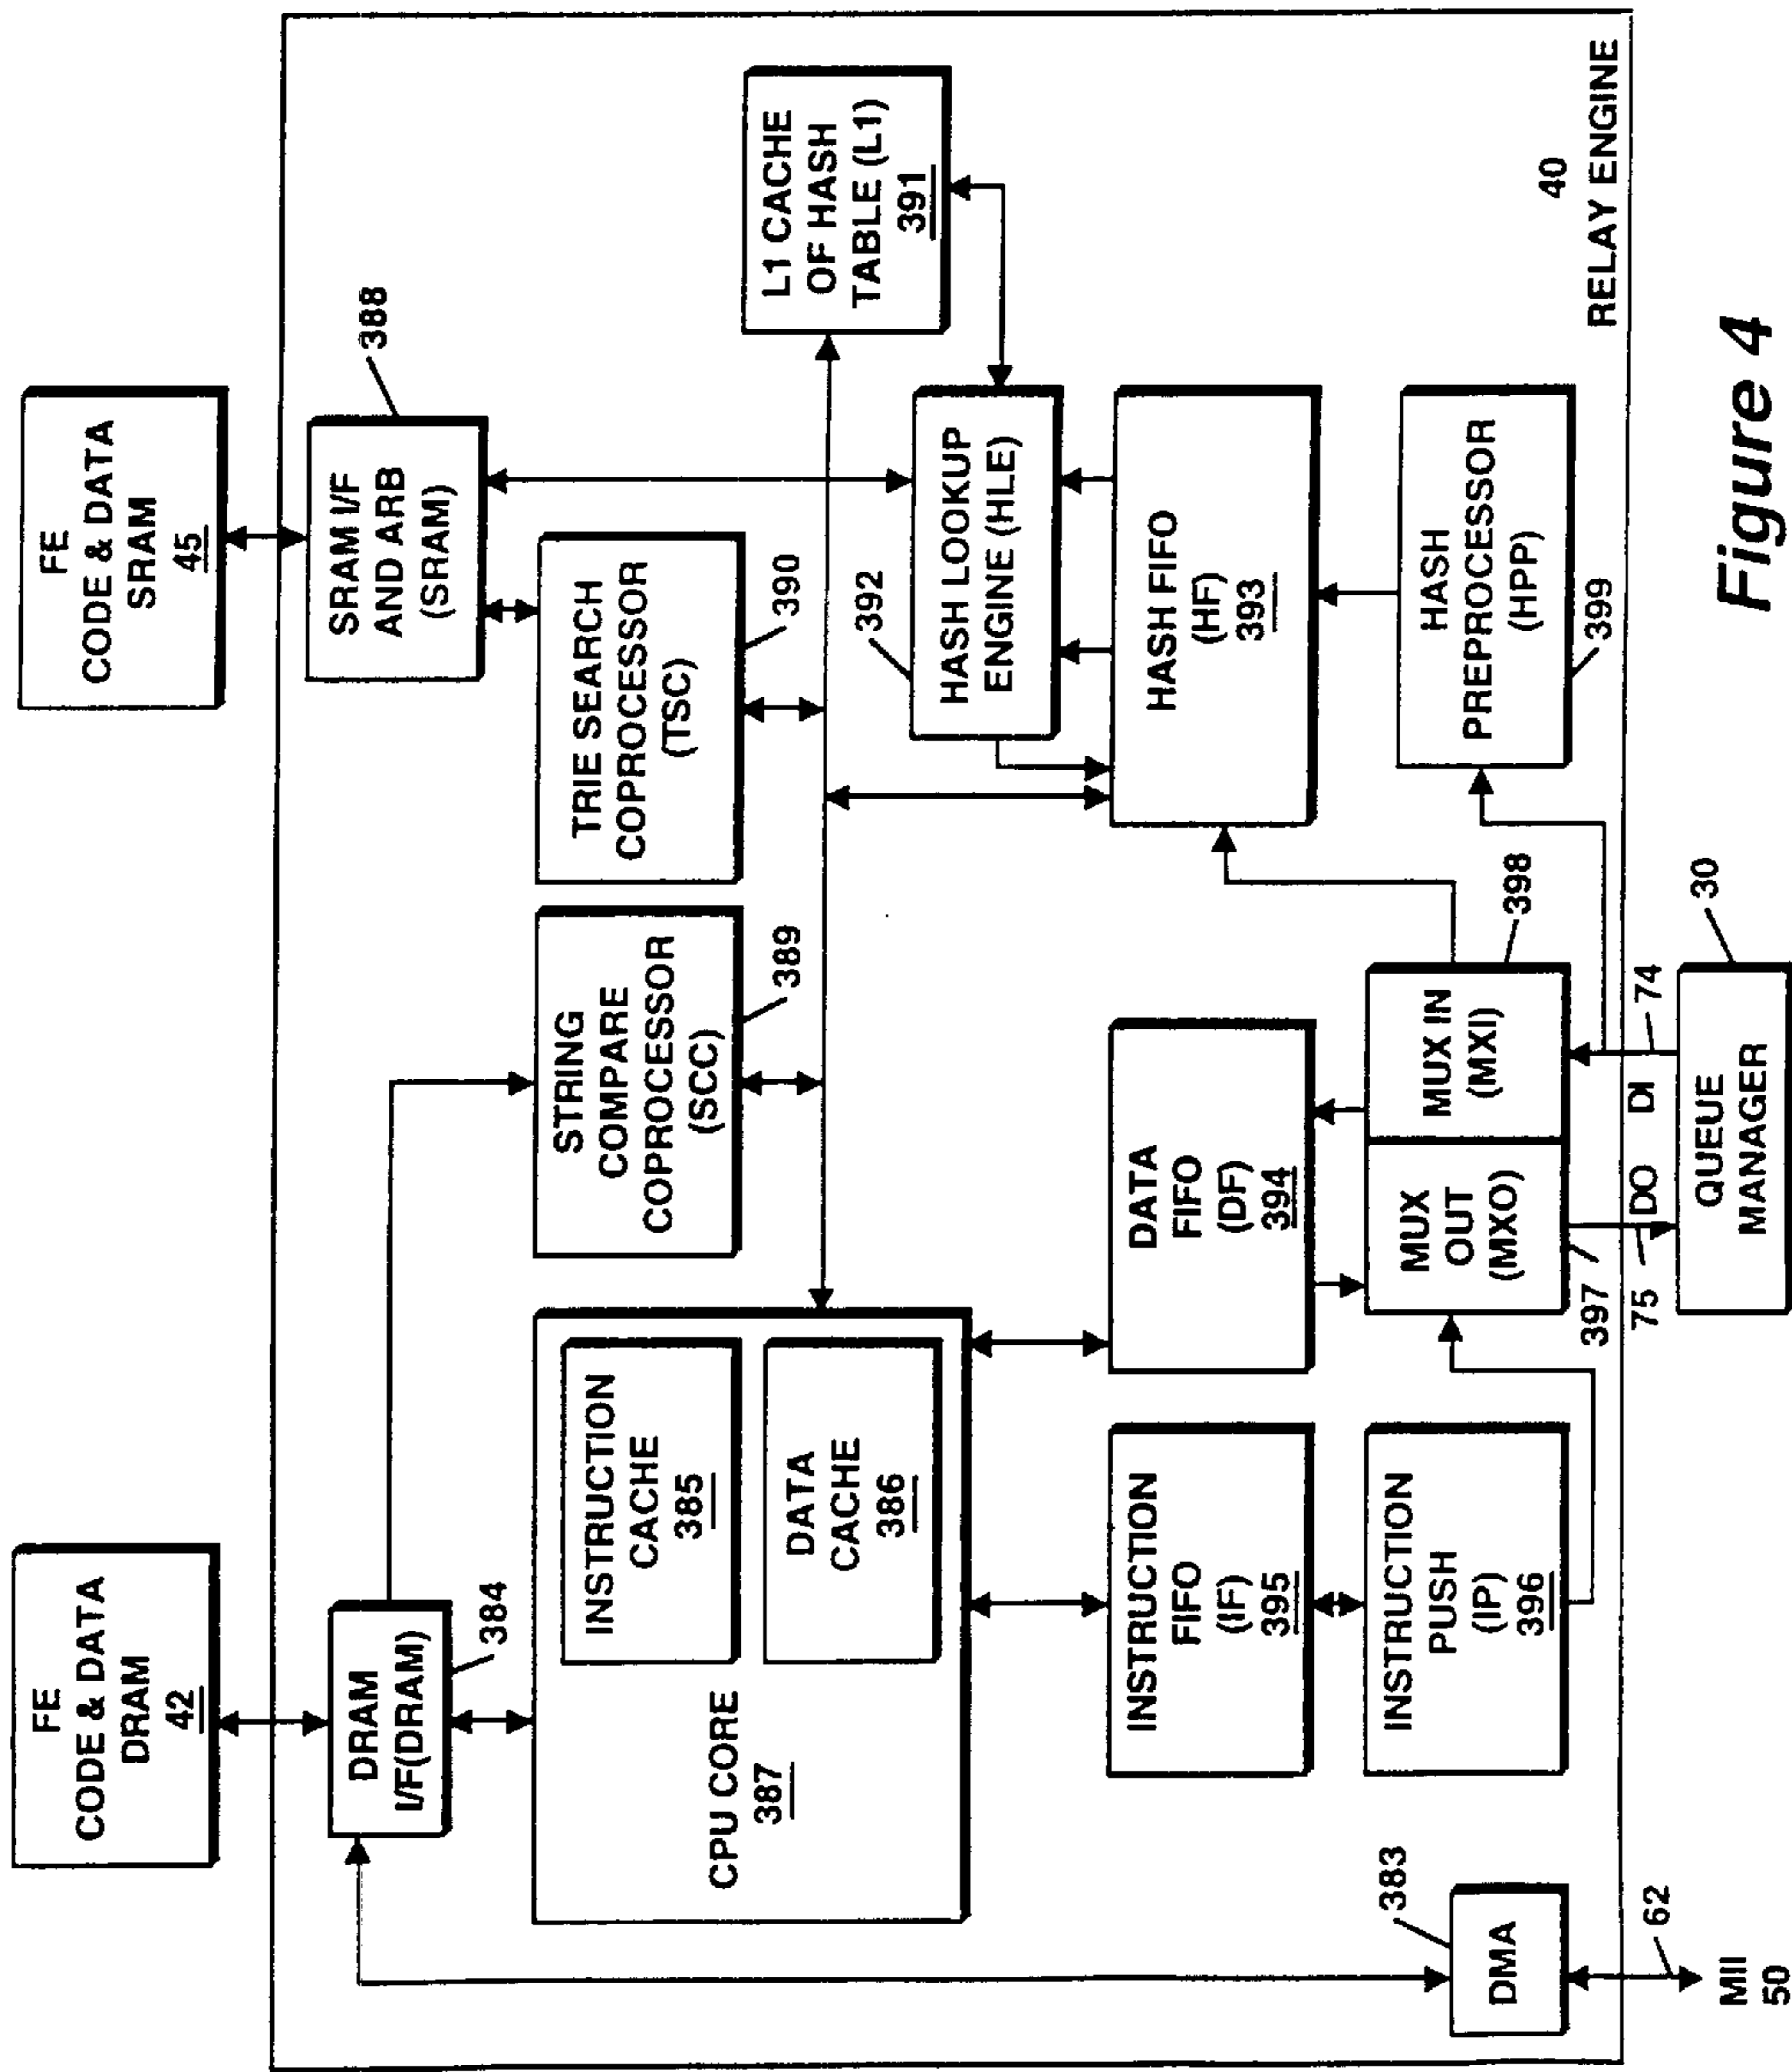 FE
CODE & DATA
DRAM
42
FE
CODE & DATA
SRAM
45
DRAM
I/F(DRAM)
384
SRAM I/F
AND ARB
(SRAM)
388
CPU CORE
387
INSTRUCTION
CACHE
385
DATA
CACHE
386
STRING
COMPARE
COPROCESSOR
(SCC)
389
TRIE SEARCH
COPROCESSOR
(TSC)
390
L1 CACHE
OF HASH
TABLE (L1)
391
392
HASH LOOKUP
ENGINE (HLE)
INSTRUCTION
FIFO
(IF)
395
DATA
FIFO
(DF)
394
HASH FIFO
(HF)
393
383
DMA
INSTRUCTION
PUSH
(IP)
396
MUX
OUT
(MXO)
397
MUX IN
(MXI)
398
HASH
PREPROCESSOR
(HPP)
399
40
RELAY ENGINE
62
MII
50
75
DO
DI
74
QUEUE
MANAGER
30
Figure 4